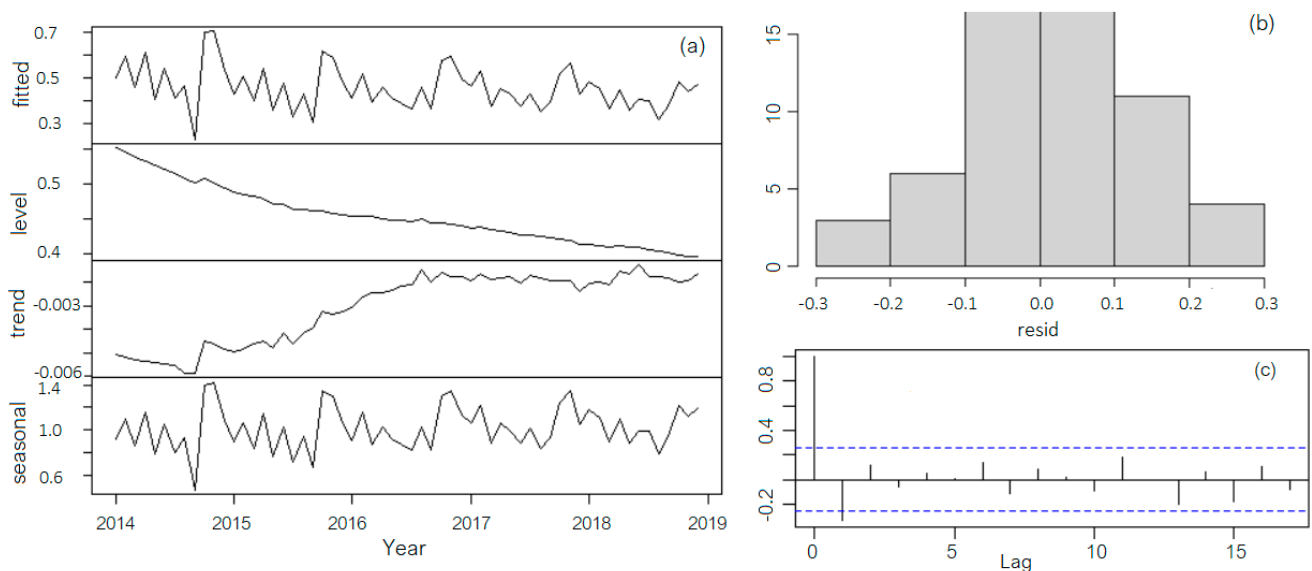 (a)
fitted
0.7
0.5
0.3
level
0.5
0.4
trend
-0.003
-0.006
seasonal
1.4
1.0
0.6
2014 2015 2016 2017 2018 2019
Year
(b)
15
10
5
0
-0.3 -0.2 -0.1 0.0 0.1 0.2 0.3
resid
(c)
0.8
0.4
-0.2
0 5 10 15
Lag